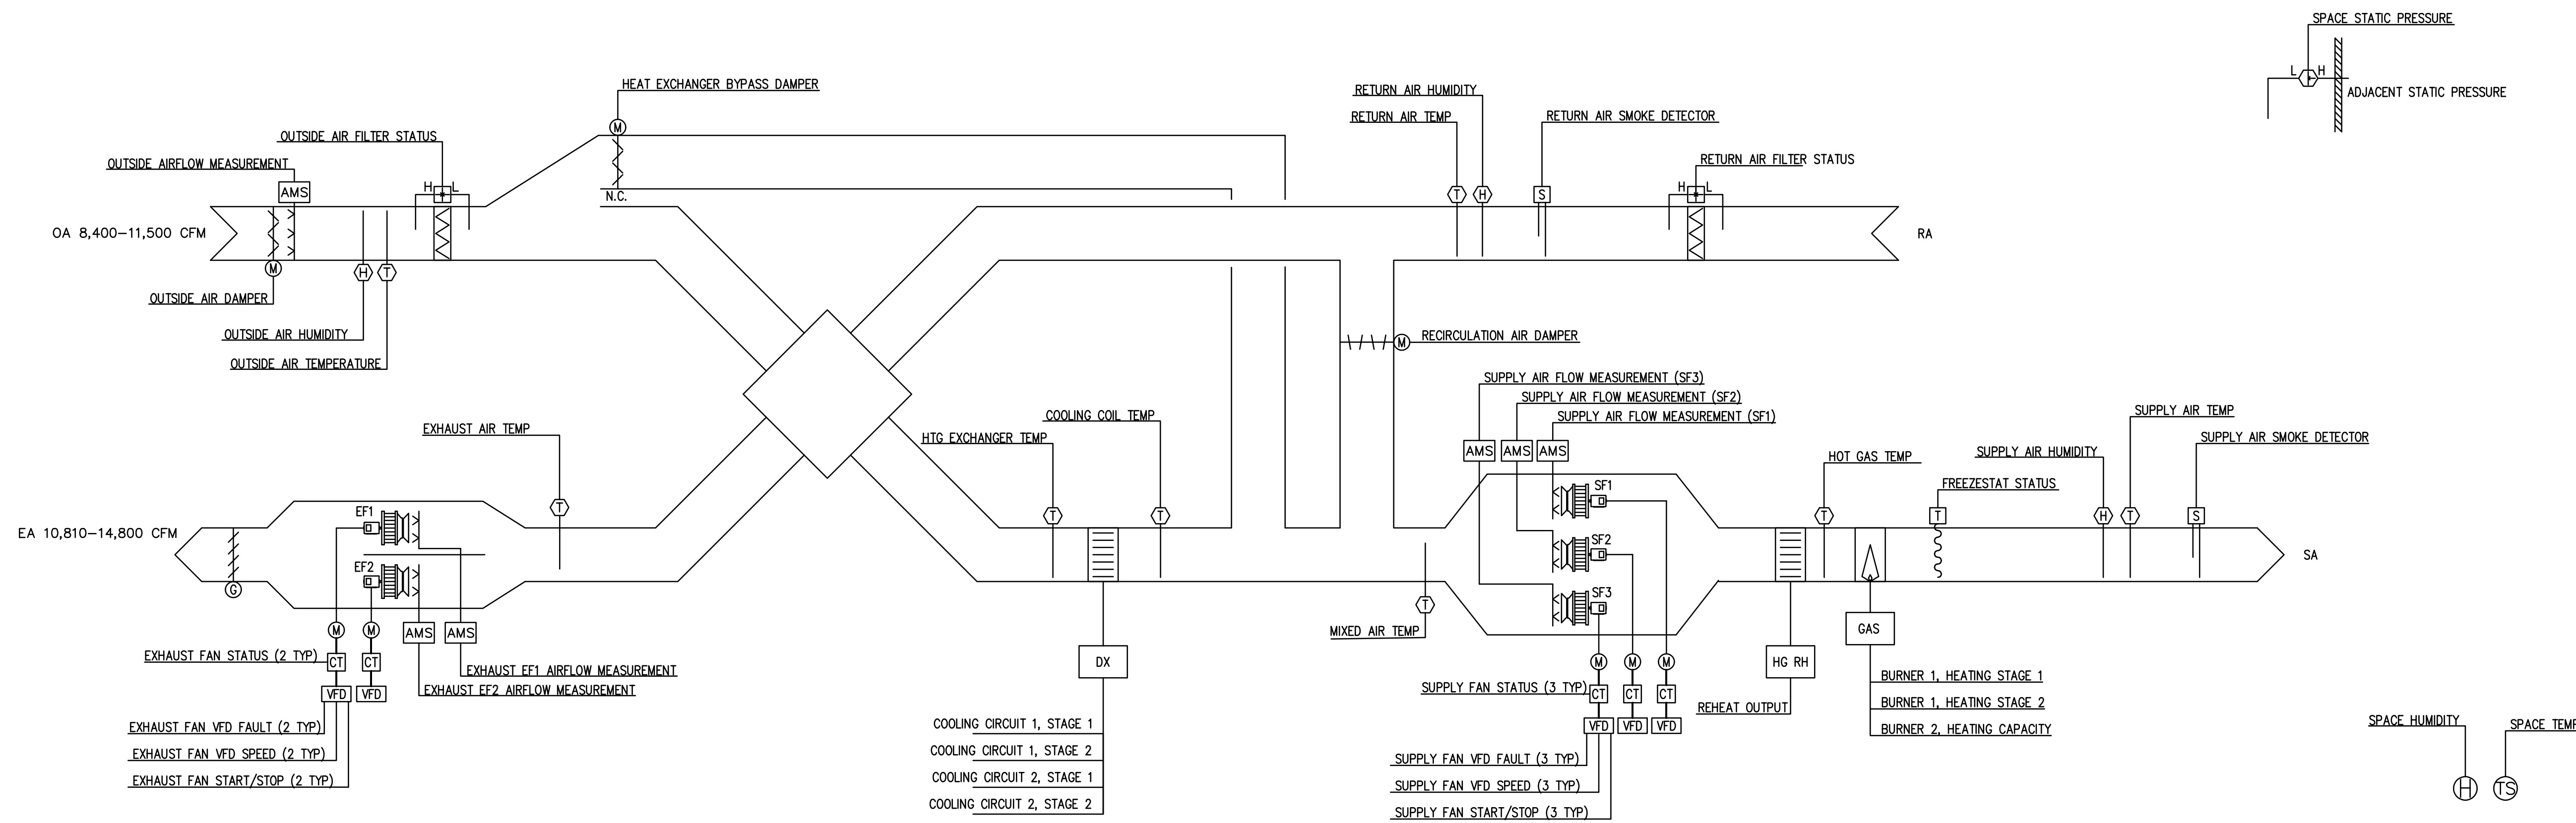 SPACE STATIC PRESSURE
L H
ADJACENT STATIC PRESSURE
HEAT EXCHANGER BYPASS DAMPER
M
N.C.
OUTSIDE AIR FILTER STATUS
H L
OUTSIDE AIRFLOW MEASUREMENT
AMS
OA 8,400-11,500 CFM
M
H T
OUTSIDE AIR DAMPER
OUTSIDE AIR HUMIDITY
OUTSIDE AIR TEMPERATURE
RETURN AIR HUMIDITY
RETURN AIR TEMP
T H
RETURN AIR SMOKE DETECTOR
S
RETURN AIR FILTER STATUS
H L
RA
M
RECIRCULATION AIR DAMPER
EXHAUST AIR TEMP
T
EA 10,810-14,800 CFM
G
EF1
EF2
M M AMS AMS
EXHAUST FAN STATUS (2 TYP)
CT CT
VFD VFD
EXHAUST EF1 AIRFLOW MEASUREMENT
EXHAUST EF2 AIRFLOW MEASUREMENT
EXHAUST FAN VFD FAULT (2 TYP)
EXHAUST FAN VFD SPEED (2 TYP)
EXHAUST FAN START/STOP (2 TYP)
COOLING COIL TEMP
HTG EXCHANGER TEMP
T T
DX
COOLING CIRCUIT 1, STAGE 1
COOLING CIRCUIT 1, STAGE 2
COOLING CIRCUIT 2, STAGE 1
COOLING CIRCUIT 2, STAGE 2
SUPPLY AIR FLOW MEASUREMENT (SF3)
SUPPLY AIR FLOW MEASUREMENT (SF2)
SUPPLY AIR FLOW MEASUREMENT (SF1)
AMS AMS AMS
SF1
SF2
SF3
T
MIXED AIR TEMP
M M M
SUPPLY FAN STATUS (3 TYP)
CT CT CT
VFD VFD VFD
SUPPLY FAN VFD FAULT (3 TYP)
SUPPLY FAN VFD SPEED (3 TYP)
SUPPLY FAN START/STOP (3 TYP)
HOT GAS TEMP
T
FREEZESTAT STATUS
T
SUPPLY AIR HUMIDITY
H
SUPPLY AIR TEMP
T
SUPPLY AIR SMOKE DETECTOR
S
SA
HG RH
REHEAT OUTPUT
GAS
BURNER 1, HEATING STAGE 1
BURNER 1, HEATING STAGE 2
BURNER 2, HEATING CAPACITY
SPACE HUMIDITY
H
SPACE TEMP
TS